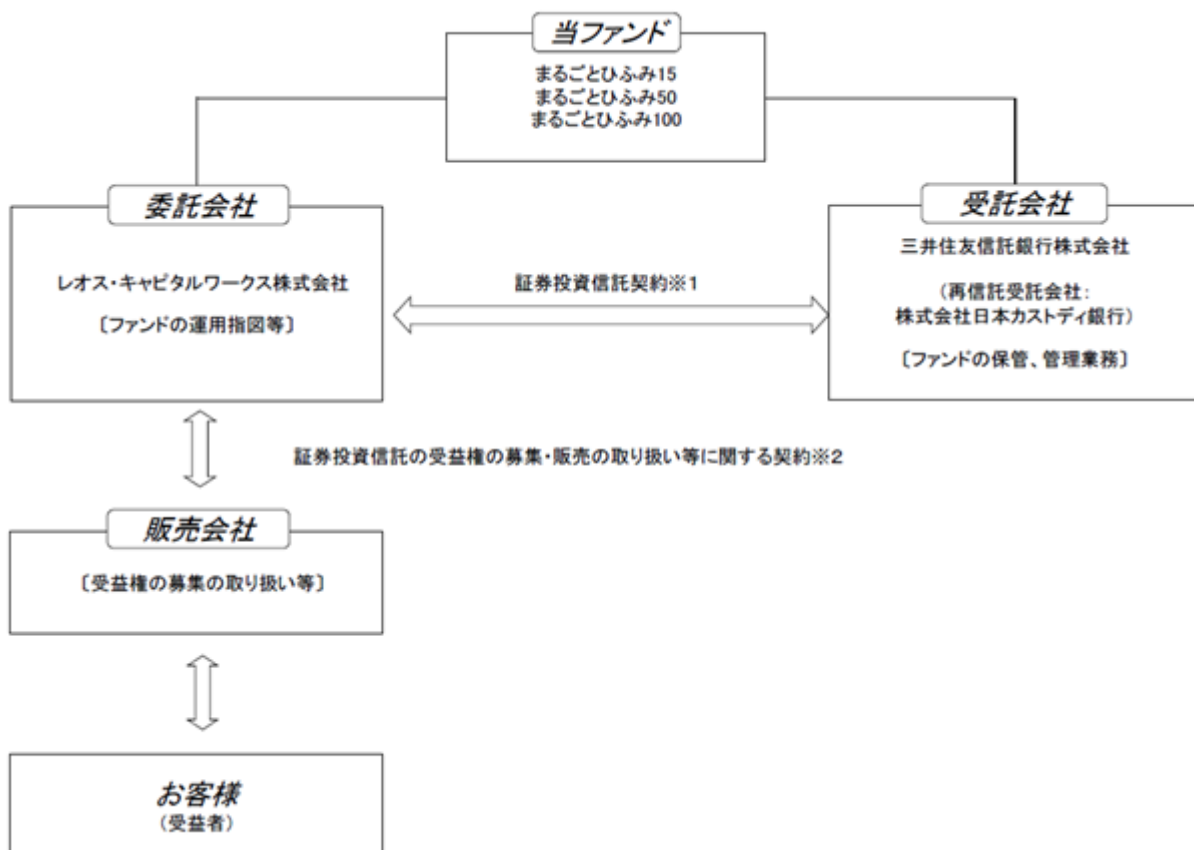 当ファンド
まるごとひふみ15
まるごとひふみ50
まるごとひふみ100
委託会社
レオス・キャピタルワークス株式会社
〔ファンドの運用指図等〕
証券投資信託契約※1
受託会社
三井住友信託銀行株式会社
(再信託受託会社:
株式会社日本カストディ銀行)
〔ファンドの保管、管理業務〕
証券投資信託の受益権の募集・販売の取り扱い等に関する契約※2
販売会社
〔受益権の募集の取り扱い等〕
お客様
(受益者)